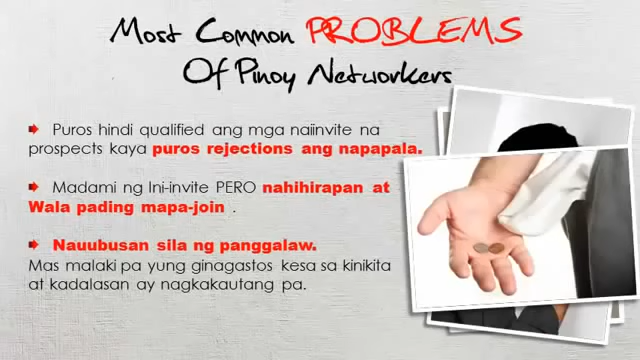 Most Common PROBLEMS
Of Pinoy Networkers
Puros hindi qualified ang mga naiinvite na
prospects kaya puros rejections ang napapala.
Madami ng Ini-invite PERO nahihirapan at
Wala pading mapa-join .
Nauubusan sila ng panggalaw.
Mas malaki pa yung ginagastos kesa sa kinikita
at kadalasan ay nagkakautang pa.